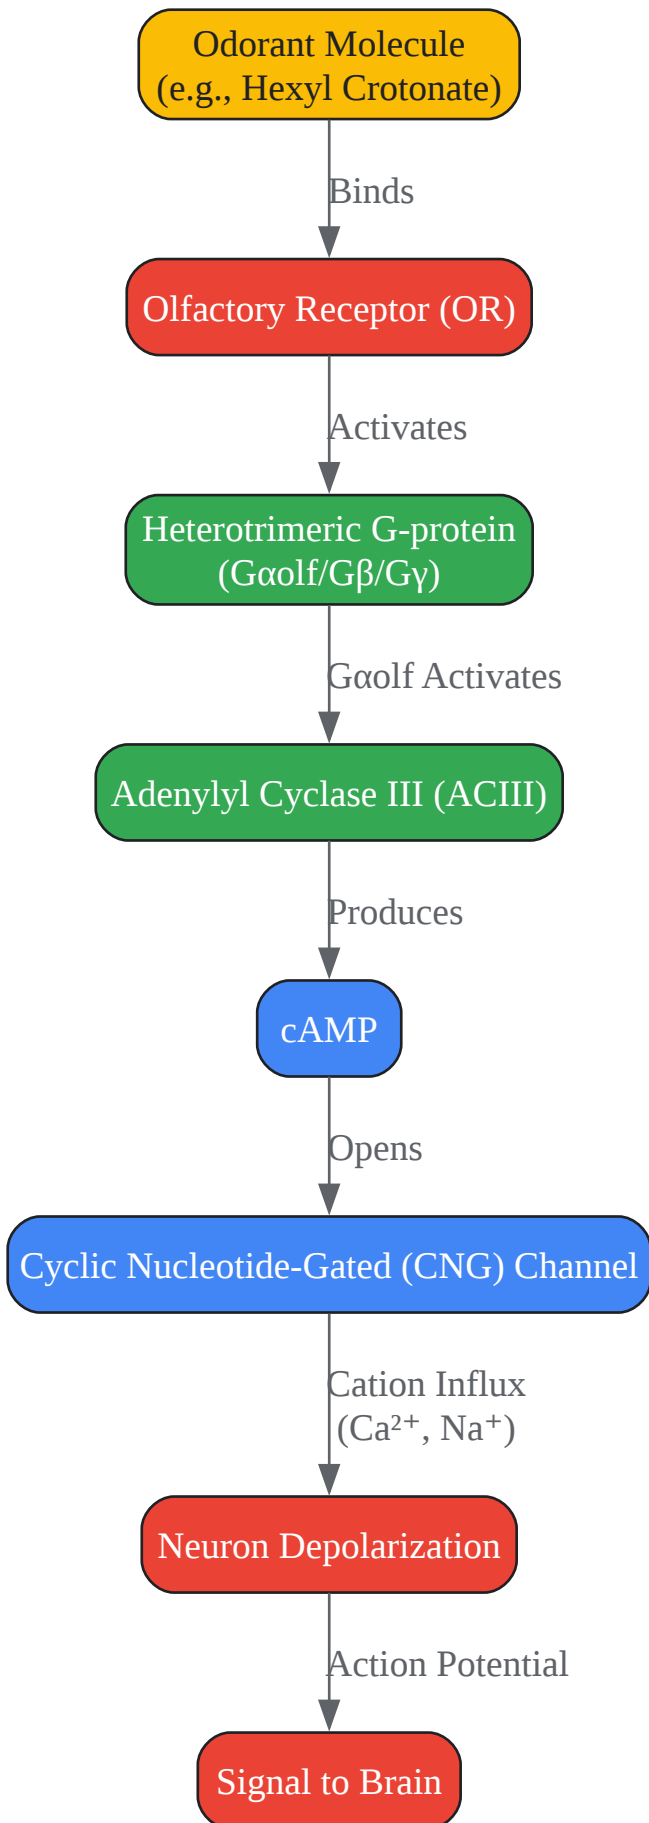 Odorant Molecule
(e.g., Hexyl Crotonate)
Binds
Olfactory Receptor (OR)
Activates
Heterotrimeric G-protein
(Gαolf/Gβ/Gγ)
Gαolf Activates
Adenylyl Cyclase III (ACIII)
Produces
cAMP
Opens
Cyclic Nucleotide-Gated (CNG) Channel
Cation Influx
(Ca²⁺, Na⁺)
Neuron Depolarization
Action Potential
Signal to Brain